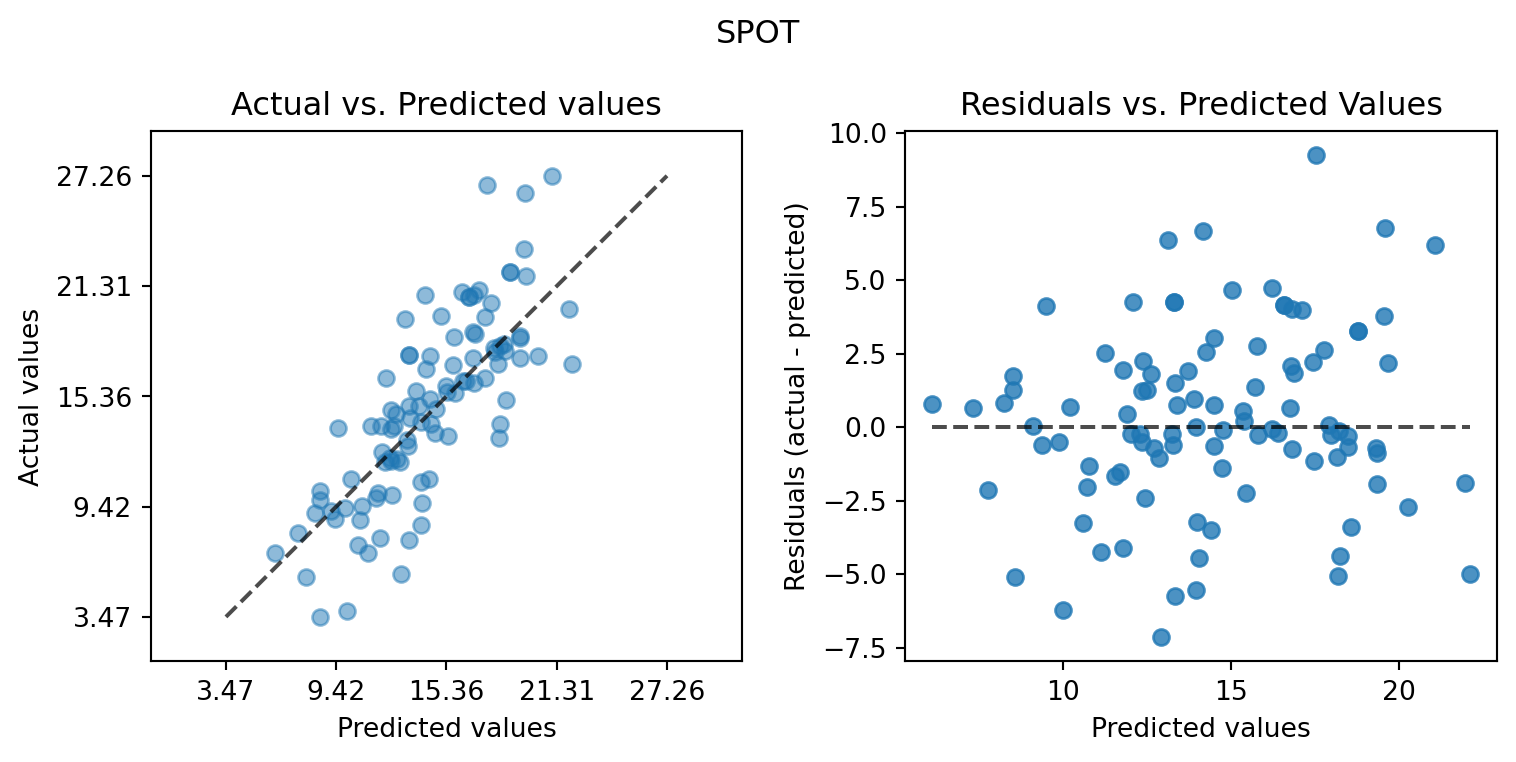 SPOT
Actual vs. Predicted values
Actual values
27.26
21.31
15.36
9.42
3.47
3.47 9.42 15.36 21.31 27.26
Predicted values
Residuals vs. Predicted Values
Residuals (actual - predicted)
10.0
7.5
5.0
2.5
0.0
−2.5
−5.0
−7.5
10 15 20
Predicted values